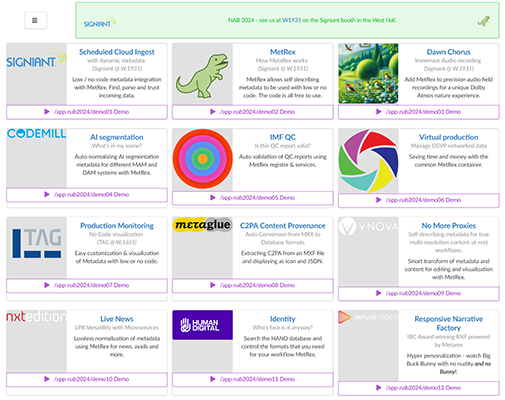 SIGNIANT
NAB 2024 - see us at W1931 on the Signiant booth in the West Hall.
SIGNIANT
Scheduled Cloud Ingest
with dynamic metadata
(Signiant @ W.1931)
Low / no-code metadata integration
with MetRex. Find, parse and trust
incoming data.
/app-nab2024/demo01 Demo
MetRex
How MetaRex works
(Signiant @ W.1931)
MetRex allows self describing
metadata to be used with low or no
code. The code is all free to use.
/app-nab2024/demo02 Demo
Dawn Chorus
Immersive Audio recording
(Signiant @ W.1931)
Add MetRex to precision audio field
recordings for a unique Dolby
Atmos nature experience.
/app-nab2024/demo03 Demo
CODEMILL
AI segmentation
What's in my scene?
Auto-normalizing AI segmentation
metadata for different MAM and
DAM systems with MetRex.
/app-nab2024/demo04 Demo
IMF QC
Is this QC report valid?
Auto validation of QC reports using
MetRex register & services.
/app-nab2024/demo05 Demo
Virtual production
Manage OSVP networked data
Saving time and money with the
common MetRex container.
/app-nab2024/demo06 Demo
TAG
Production Monitoring
No Code visualization
(TAG @ W.1655)
Easy customization & visualization
of Metadata with low or no code.
/app-nab2024/demo07 Demo
metaglue
C2PA Content Provenance
Auto Conversion from MRX to
Database formats
Extracting C2PA from an MXF file
and displaying as icon and JSON.
/app-nab2024/demo08 Demo
V-NOVA
No More Proxies
Self describing metadata for true
multi-resolution content-at-rest
workflows.
Smart transform of metadata and
content for editing and visualization
with MetRex.
/app-nab2024/demo09 Demo
nxtedition
Live News
LPX Versatility with Microservices
Lossless normalization of metadata
using MetRex for news, avails and
more.
/app-nab2024/demo10 Demo
HUMAN
DIGITAL
Identity
Who's face is it anyway?
Search the HAND database and
control the formats that you need
for your workflow MetRex.
/app-nab2024/demo11 Demo
INFUSE VIDEO
Responsive Narrative
Factory
IBC Award winning RNF powered
by Metarex
Hyper personalization - watch Big
Buck Bunny with no nudity and no
Bunny!.
/app-nab2024/demo12 Demo